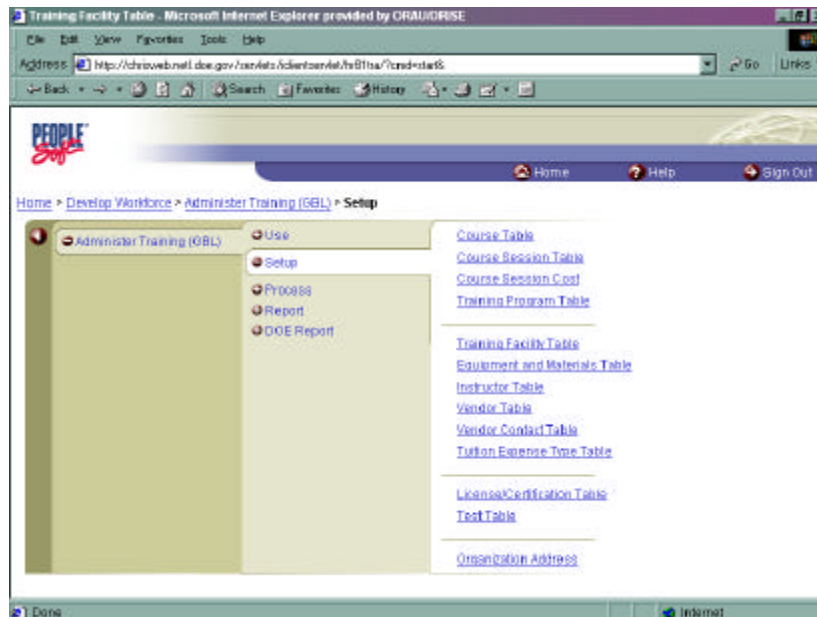 Training Facility Table - Microsoft Internet Explorer provided by ORAU/ORISE
File Edit View Favorites Tools Help
Address http://chrisweb.netl.doe.gov/servlets/iclientservlet/hr81tsa/?cmd=start& Go Links
Back Search Favorites History
PEOPLE
Soft
Home Help Sign Out
Home > Develop Workforce > Administer Training (GBL) > Setup
Administer Training (GBL)
Use
Setup
Process
Report
DOE Report
Course Table
Course Session Table
Course Session Cost
Training Program Table
Training Facility Table
Equipment and Materials Table
Instructor Table
Vendor Table
Vendor Contact Table
Tuition Expense Type Table
License/Certification Table
Test Table
Organization Address
Done Internet